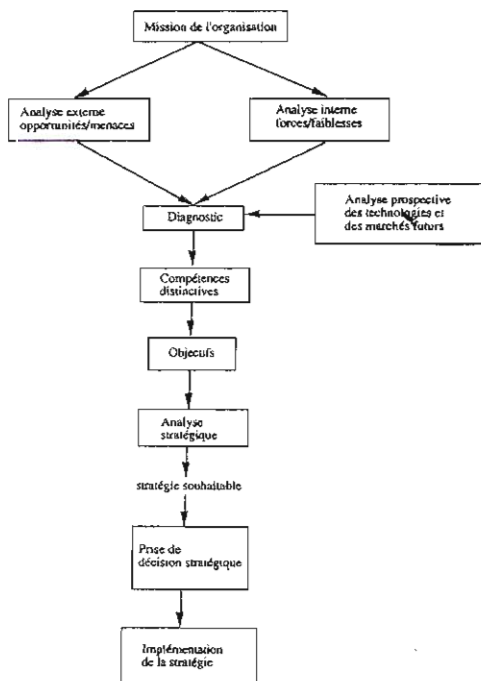 Mission de l'organisation
Analyse externe
opportunités/menaces
Analyse interne
forces/faiblesses
Analyse prospective
des technologies et
des marchés futurs
Diagnostic
Compétences
distinctives
Objectifs
Analyse
stratégique
stratégie souhaitable
Prise de
décision stratégique
Implémentation
de la stratégie